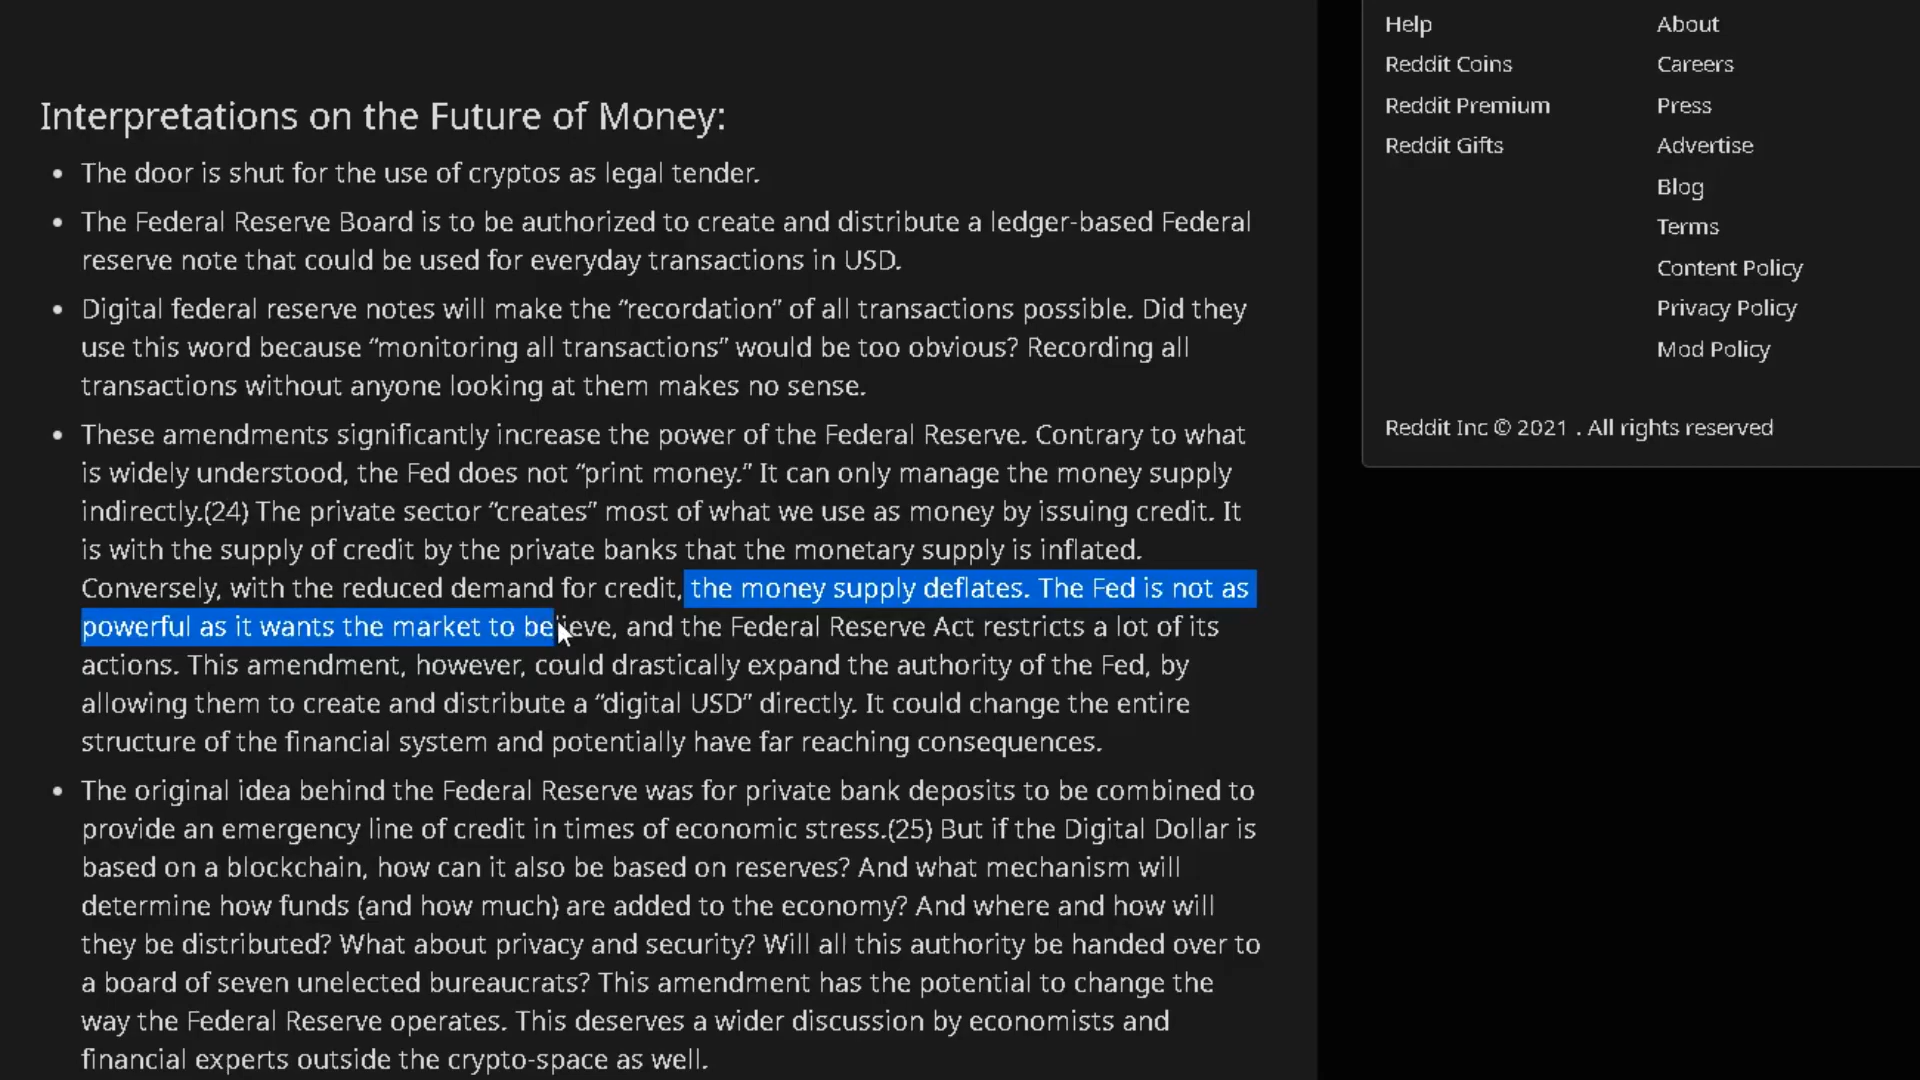 Interpretations on the Future of Money:
• The door is shut for the use of cryptos as legal tender.
• The Federal Reserve Board is to be authorized to create and distribute a ledger-based Federal
reserve note that could be used for everyday transactions in USD.
• Digital federal reserve notes will make the “recordation” of all transactions possible. Did they
use this word because “monitoring all transactions” would be too obvious? Recording all
transactions without anyone looking at them makes no sense.
• These amendments significantly increase the power of the Federal Reserve. Contrary to what
is widely understood, the Fed does not “print money.” It can only manage the money supply
indirectly.(24) The private sector “creates” most of what we use as money by issuing credit. It
is with the supply of credit by the private banks that the monetary supply is inflated.
Conversely, with the reduced demand for credit, the money supply deflates. The Fed is not as
powerful as it wants the market to believe, and the Federal Reserve Act restricts a lot of its
actions. This amendment, however, could drastically expand the authority of the Fed, by
allowing them to create and distribute a “digital USD” directly. It could change the entire
structure of the financial system and potentially have far reaching consequences.
• The original idea behind the Federal Reserve was for private bank deposits to be combined to
provide an emergency line of credit in times of economic stress.(25) But if the Digital Dollar is
based on a blockchain, how can it also be based on reserves? And what mechanism will
determine how funds (and how much) are added to the economy? And where and how will
they be distributed? What about privacy and security? Will all this authority be handed over to
a board of seven unelected bureaucrats? This amendment has the potential to change the
way the Federal Reserve operates. This deserves a wider discussion by economists and
financial experts outside the crypto-space as well.
Help
Reddit Coins
Reddit Premium
Reddit Gifts
About
Careers
Press
Advertise
Blog
Terms
Content Policy
Privacy Policy
Mod Policy
Reddit Inc © 2021 . All rights reserved